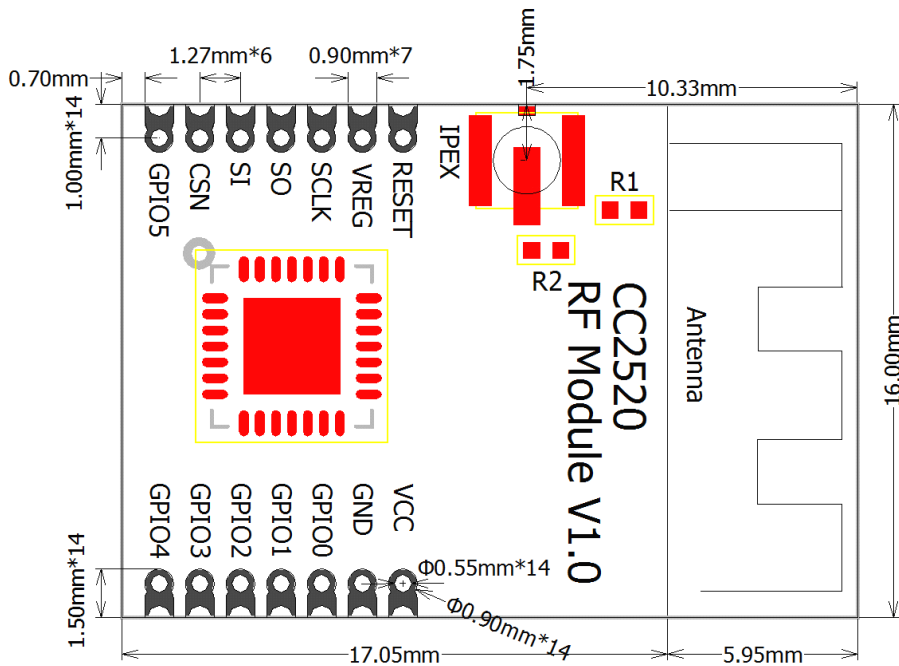 1.27mm*6
0.90mm*7
1.75mm
0.70mm
10.33mm
1.00mm*14
GPIO5
CSN
SI
SO
SCLK
VREG
RESET
IPEX
R1
R2
CC2520
RF Module V1.0
Antenna
16.00mm
GPIO4
GPIO3
GPIO2
GPIO1
GPIO0
GND
VCC
1.50mm*14
Φ0.55mm*14
Φ0.90mm*14
17.05mm
5.95mm